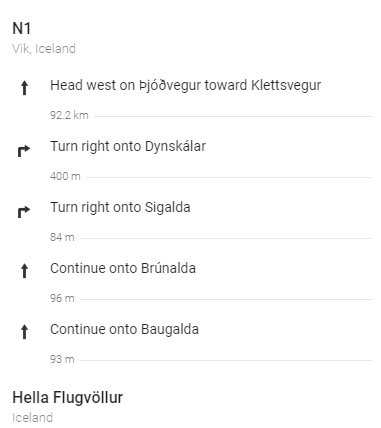 N1
Vik, Iceland
Head west on Þjóðvegur toward Klettsvegur
92.2 km
Turn right onto Dynskálar
400 m
Turn right onto Sigalda
84 m
Continue onto Brúnalda
96 m
Continue onto Baugalda
93 m
Hella Flugvöllur
Iceland